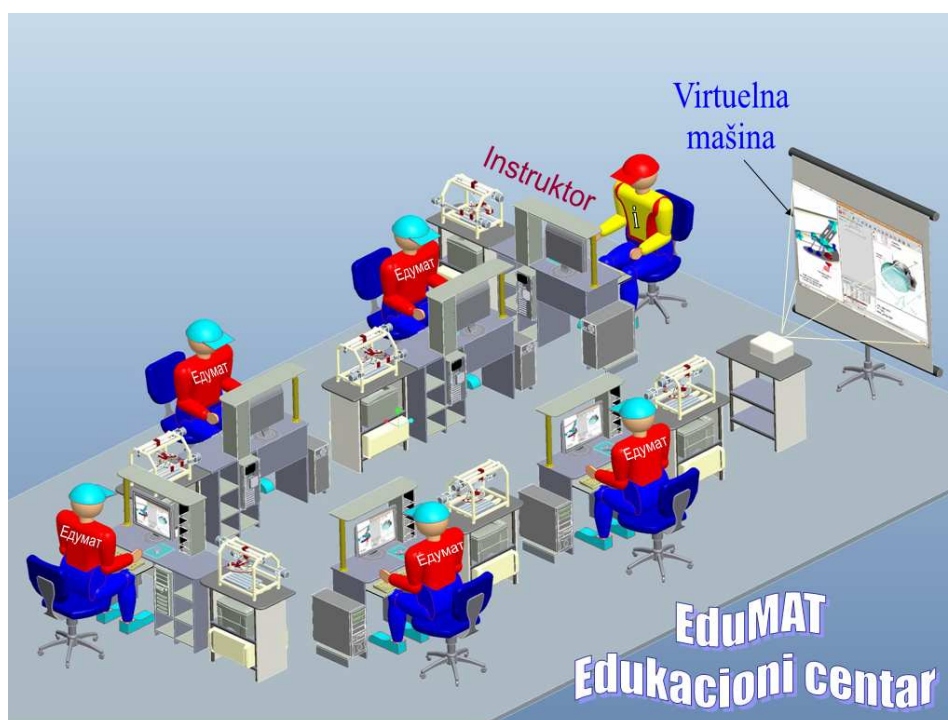 Virtuelna
mašina
Instruktor
i
Едумат
Едумат
Едумат
Едумат
Едумат
EduMAT
Edukacioni centar